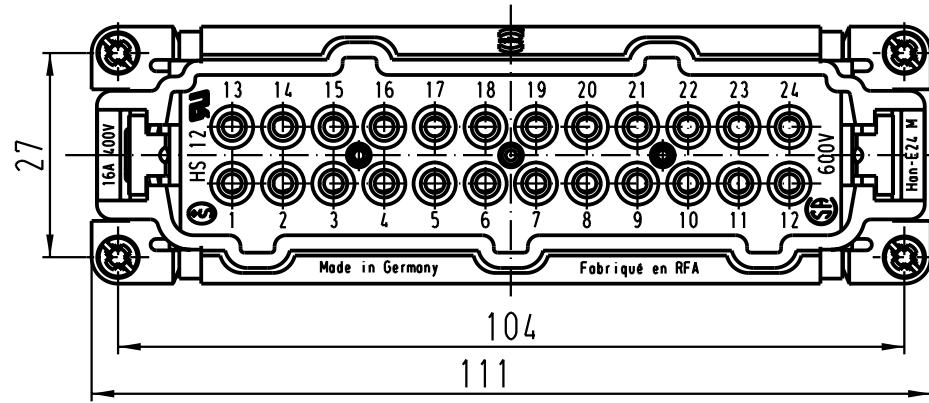 13 14 15 16 17 18 19 20 21 22 23 24
HS 12
16A 400V
600V
Han-E24 M
27
1 2 3 4 5 6 7 8 9 10 11 12
Made in Germany
Fabriqué en RFA
104
111